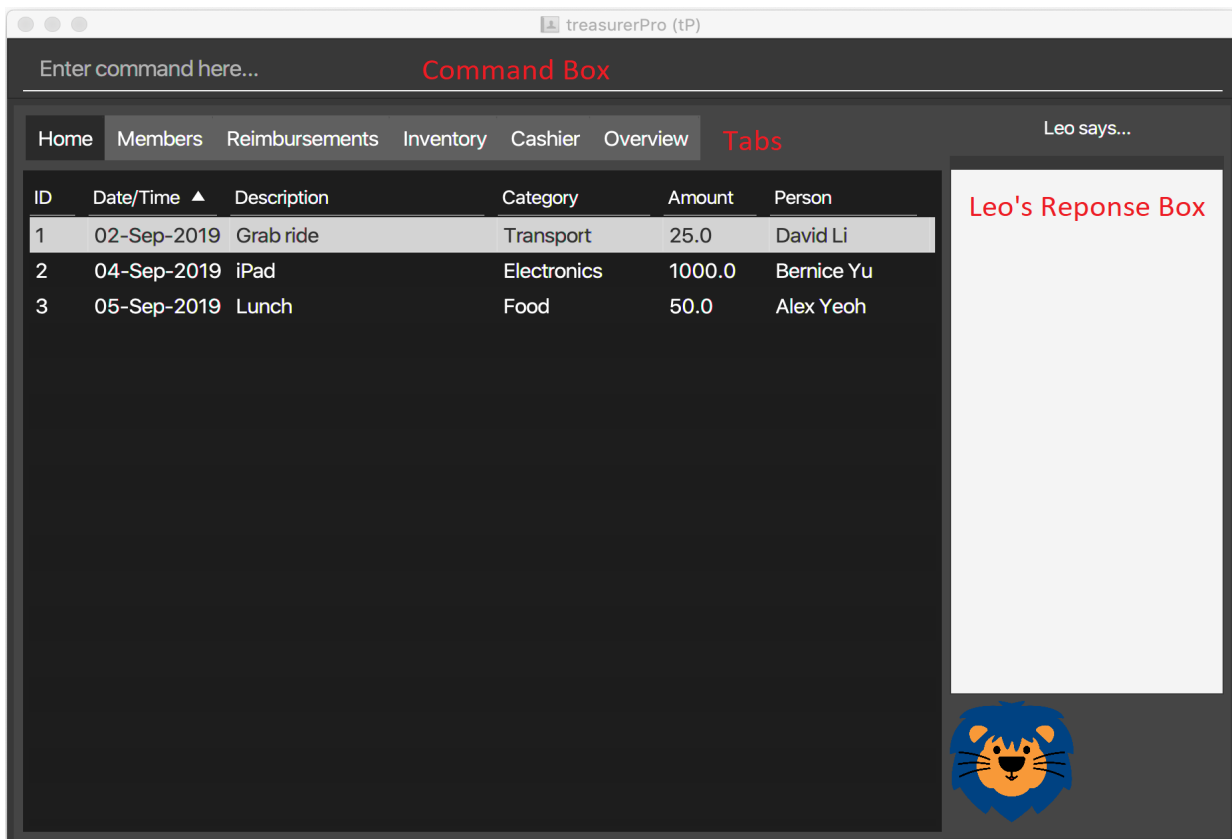 treasurerPro (tP)
Enter command here... Command Box
Home Members Reimbursements Inventory Cashier Overview Tabs
Leo says...
Leo's Reponse Box
ID Date/Time ▲ Description Category Amount Person
1 02-Sep-2019 Grab ride Transport 25.0 David Li
2 04-Sep-2019 iPad Electronics 1000.0 Bernice Yu
3 05-Sep-2019 Lunch Food 50.0 Alex Yeoh